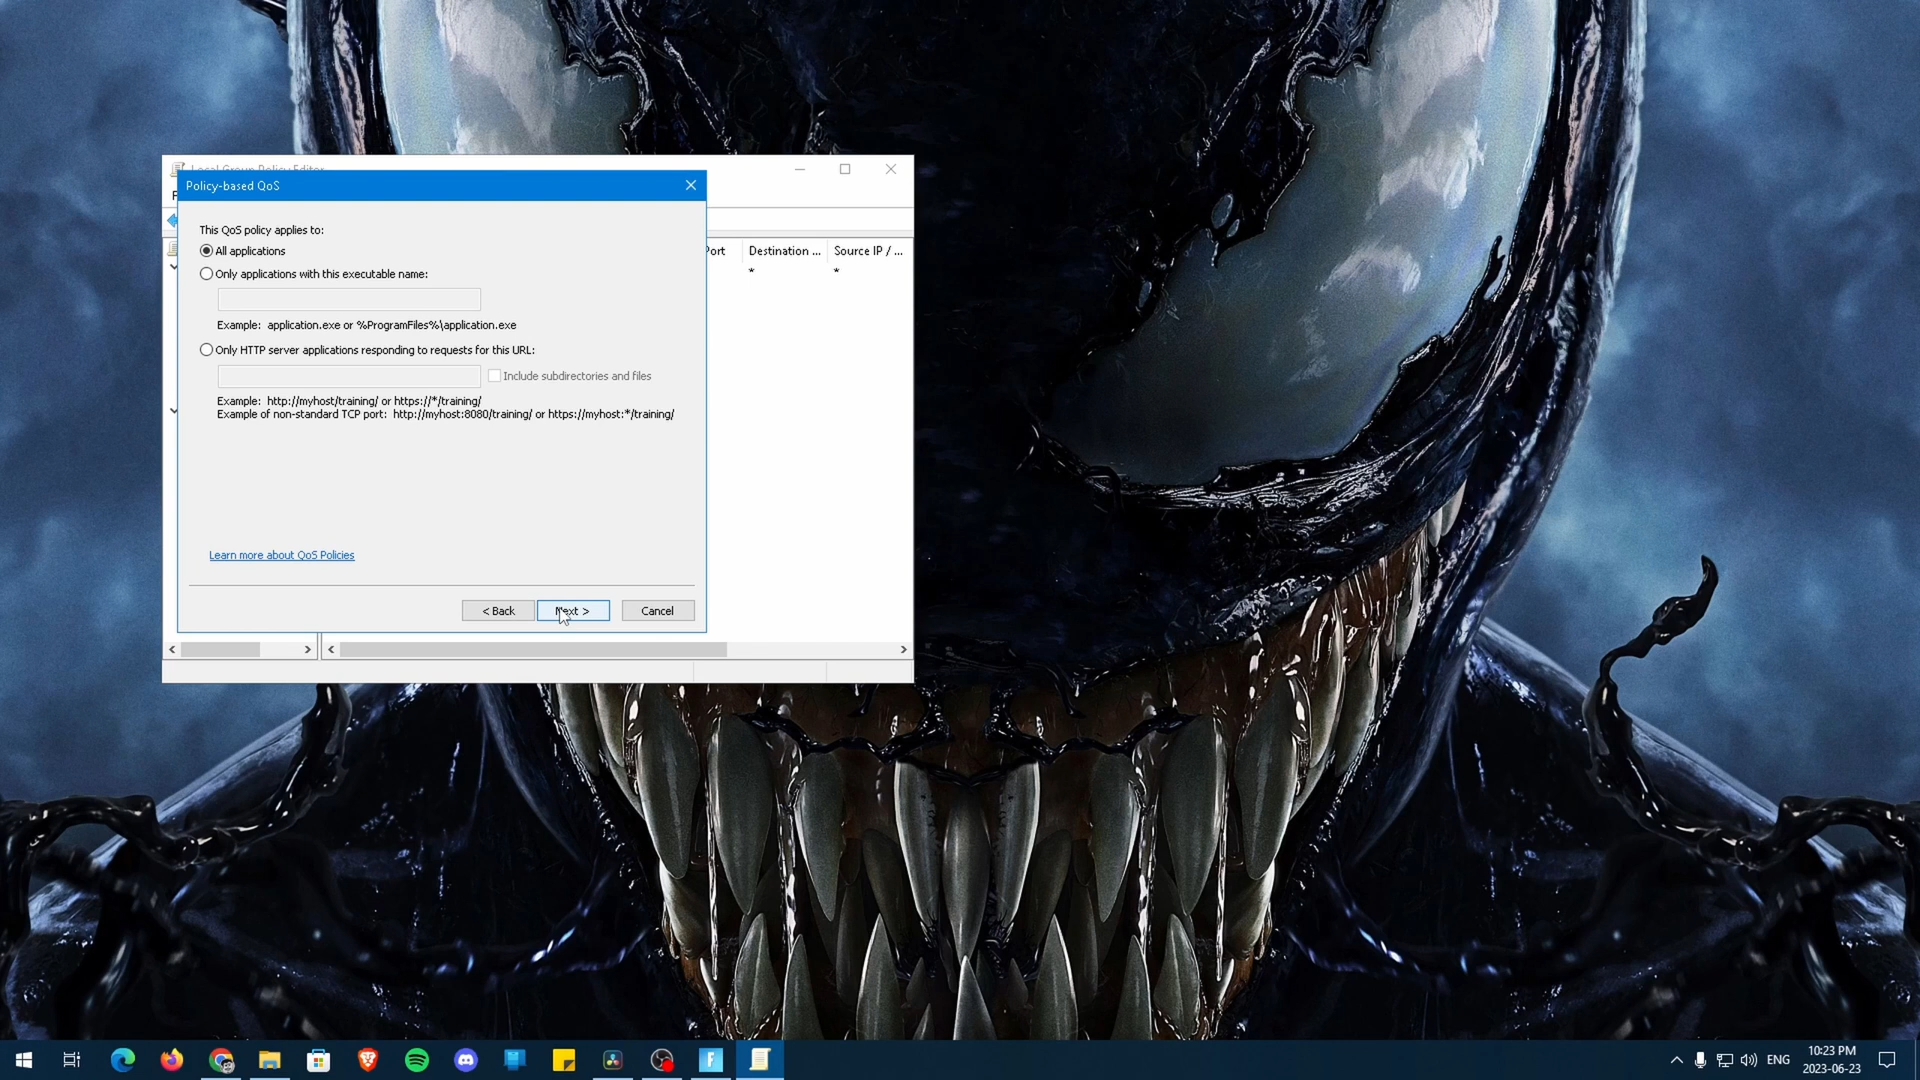 Local Group Policy Editor
Policy-based QoS
This QoS policy applies to:
All applications
Only applications with this executable name:
Example: application.exe or %ProgramFiles%\application.exe
Only HTTP server applications responding to requests for this URL:
Include subdirectories and files
Example: http://myhost/training/ or https://*/training/
Example of non-standard TCP port: http://myhost:8080/training/ or https://myhost:*/training/
Learn more about QoS Policies
< Back
Next >
Cancel
Port
Destination ...
Source IP / ...
*
*
ENG
10:23 PM
2023-06-23